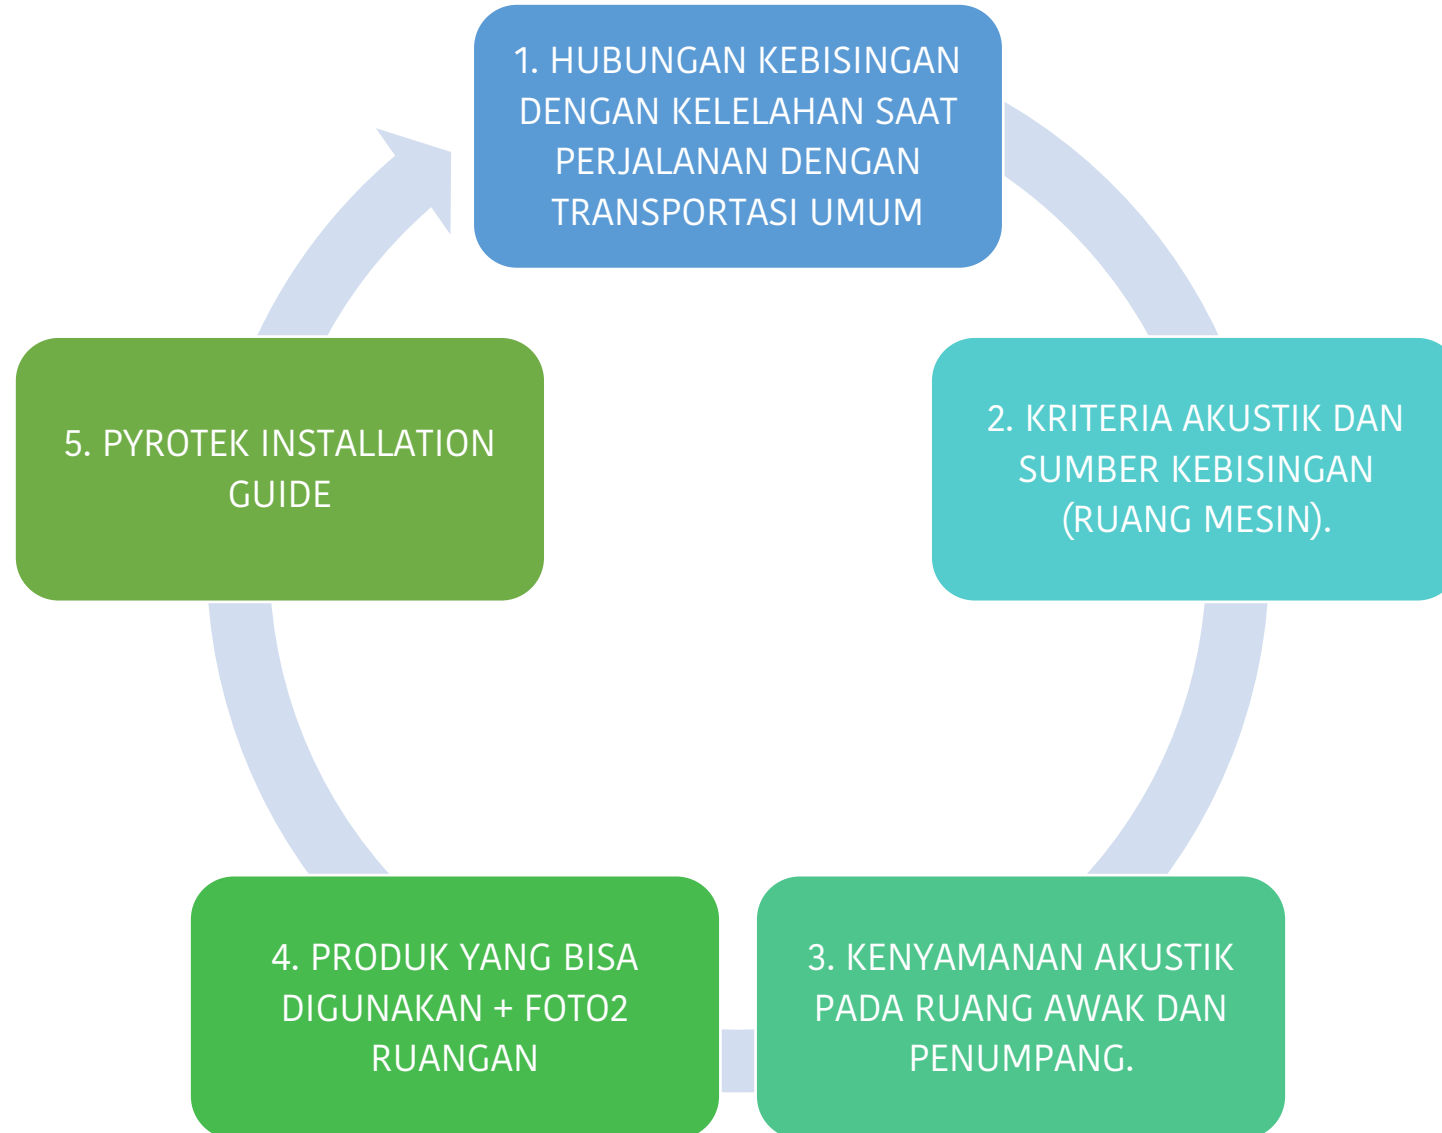 1. HUBUNGAN KEBISINGAN
DENGAN KELELAHAN SAAT
PERJALANAN DENGAN
TRANSPORTASI UMUM
2. KRITERIA AKUSTIK DAN
SUMBER KEBISINGAN
(RUANG MESIN).
3. KENYAMANAN AKUSTIK
PADA RUANG AWAK DAN
PENUMPANG.
4. PRODUK YANG BISA
DIGUNAKAN + FOTO2
RUANGAN
5. PYROTEK INSTALLATION
GUIDE